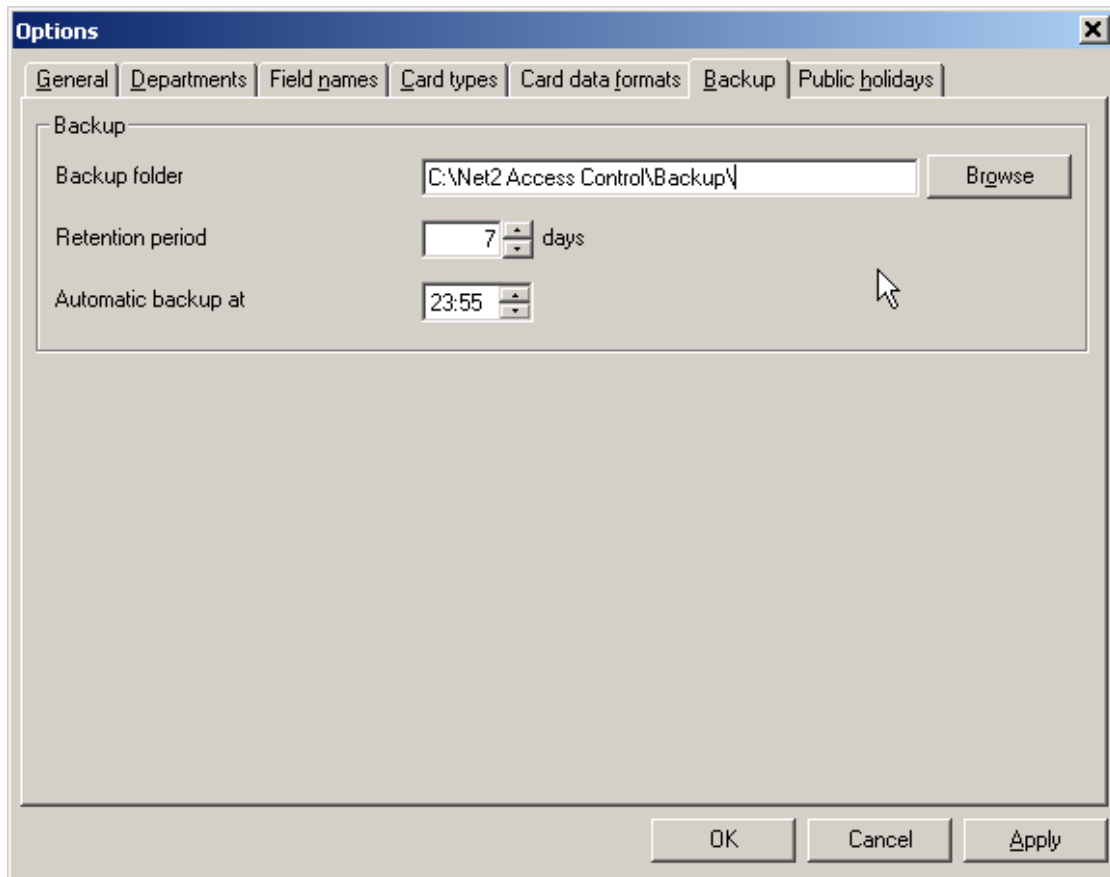 Options
General Departments Field names Card types Card data formats Backup Public holidays
Backup
Backup folder C:\Net2 Access Control\Backup\ Browse
Retention period 7 days
Automatic backup at 23:55
OK Cancel Apply